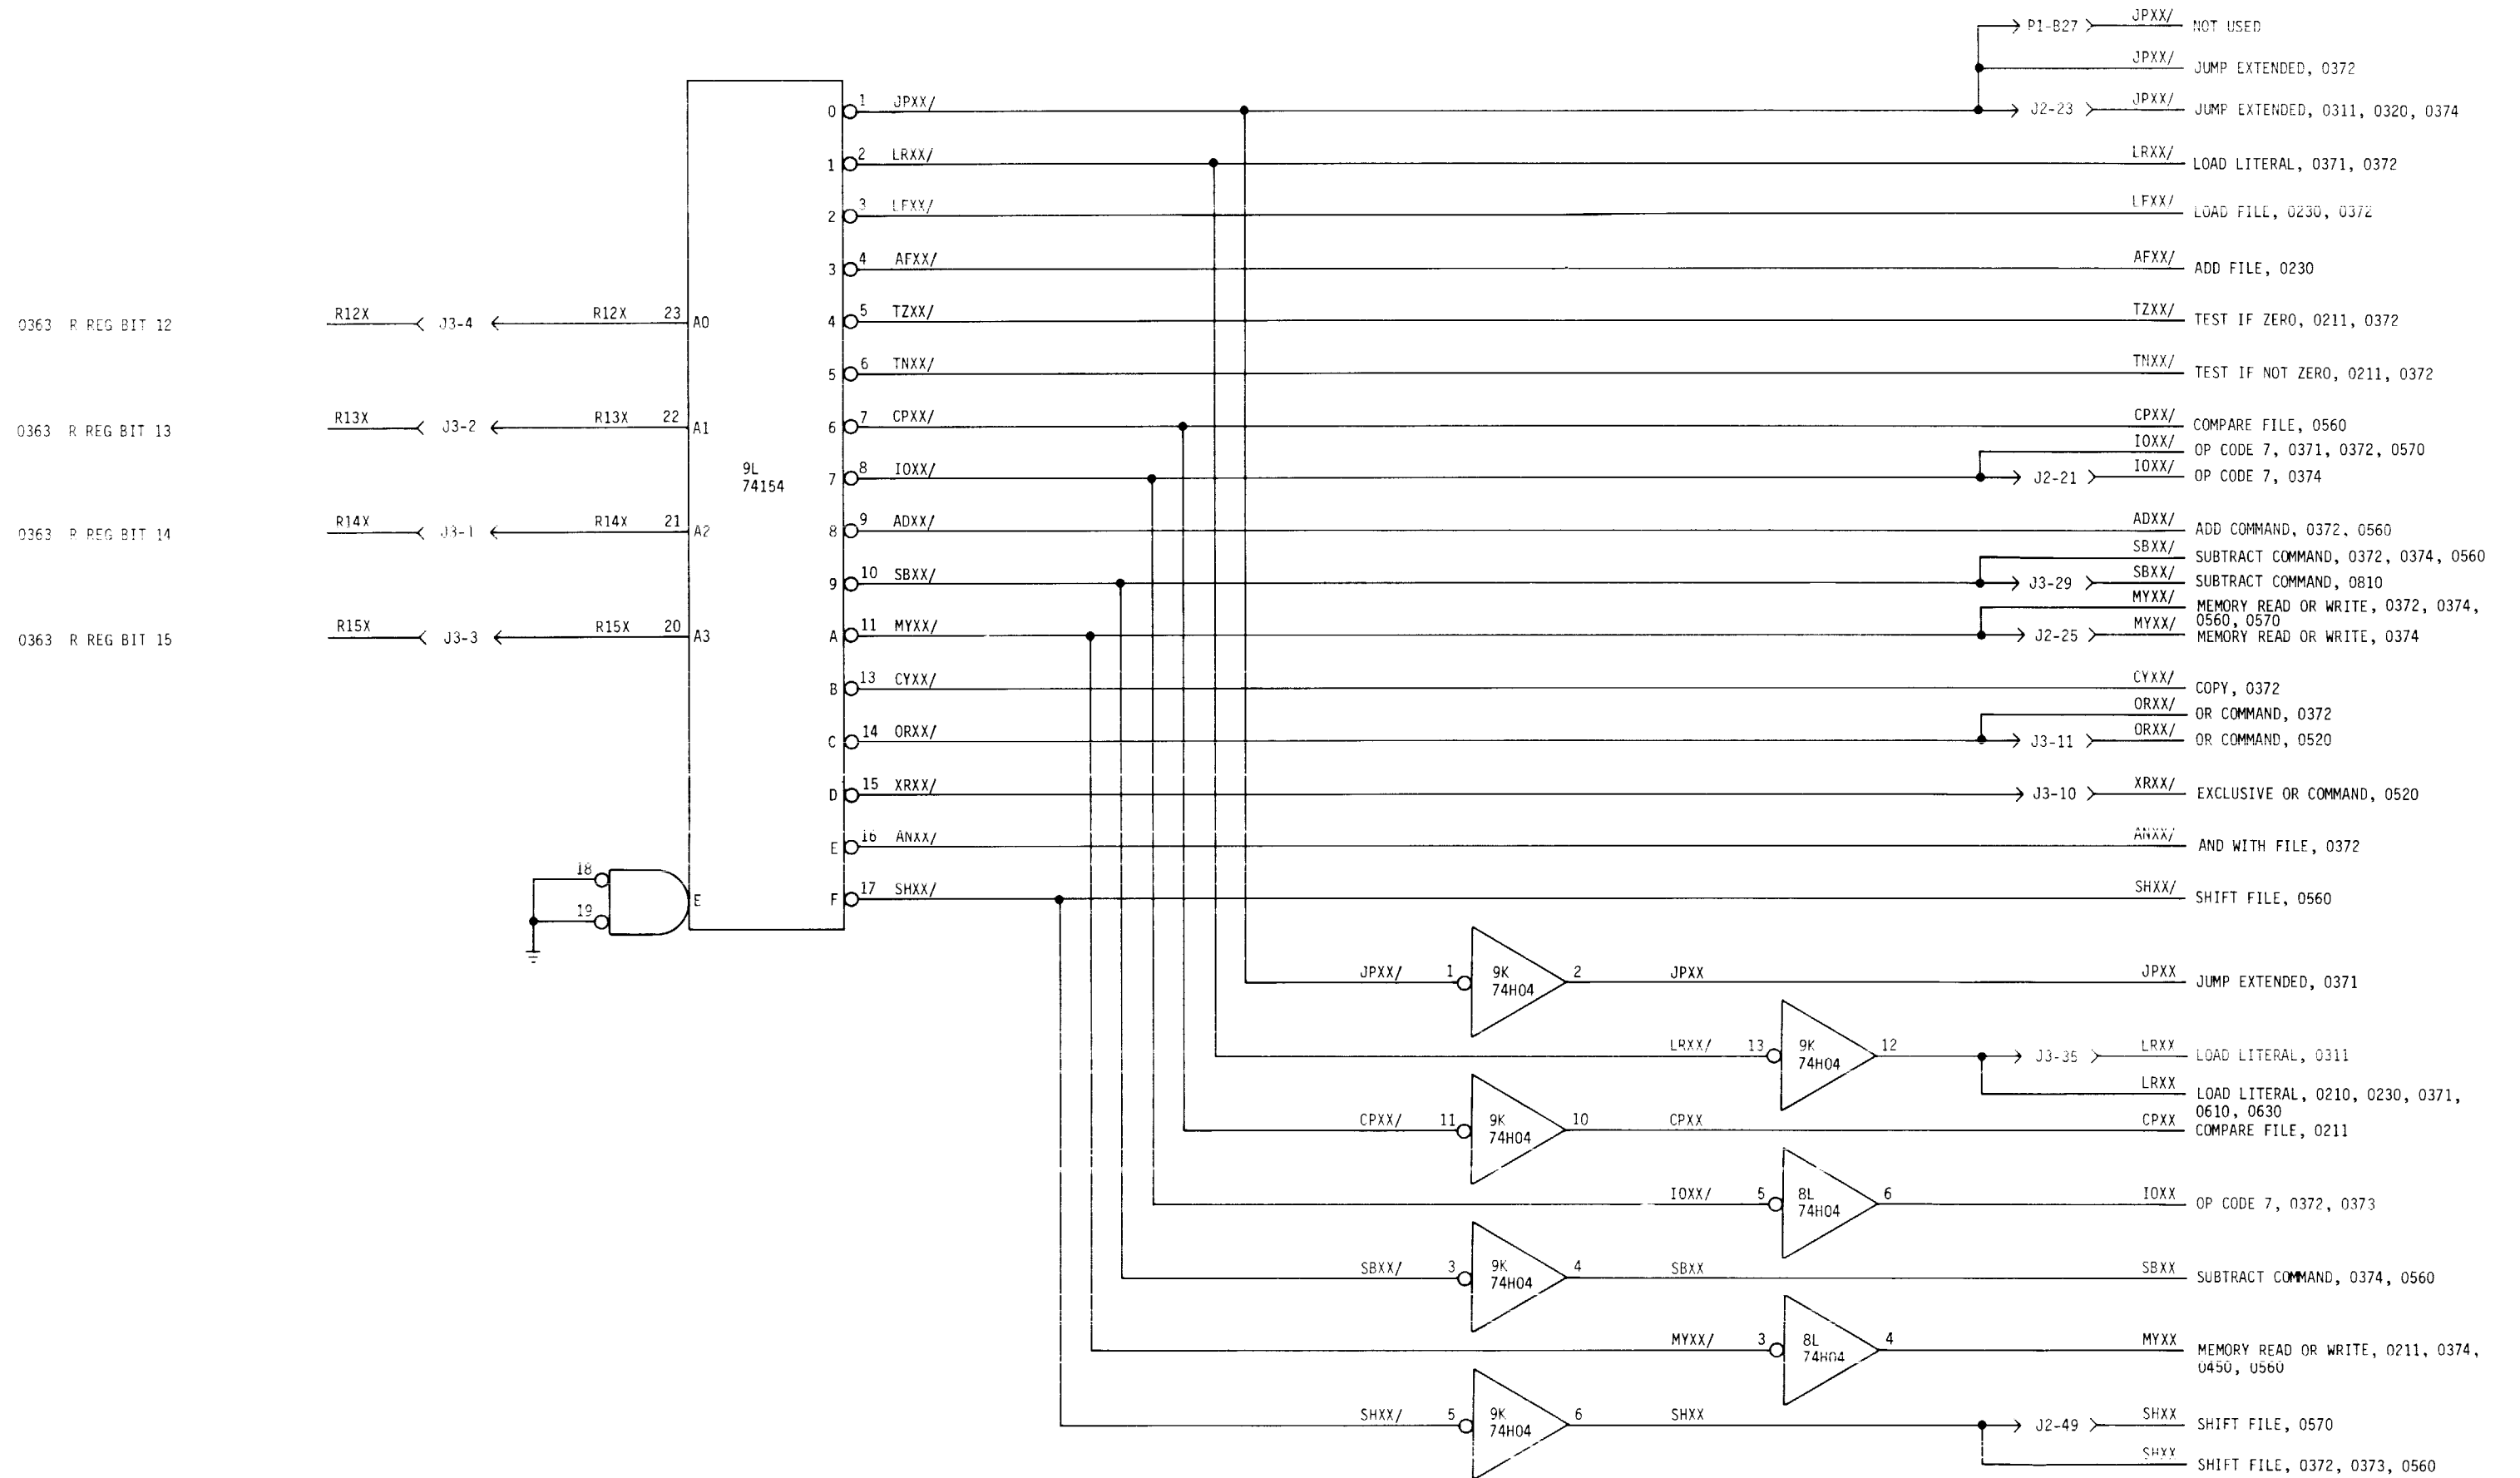 P1-B27 JPXX/ NOT USED
JPXX/ JUMP EXTENDED, 0372
0 1 JPXX/ J2-23 JPXX/ JUMP EXTENDED, 0311, 0320, 0374
1 2 LRXX/ LRXX/ LOAD LITERAL, 0371, 0372
2 3 LFXX/ LFXX/ LOAD FILE, 0230, 0372
3 4 AFXX/ AFXX/ ADD FILE, 0230
0363 R REG BIT 12 R12X J3-4 R12X 23 A0 4 5 TZXX/ TZXX/ TEST IF ZERO, 0211, 0372
5 6 TNXX/ TNXX/ TEST IF NOT ZERO, 0211, 0372
0363 R REG BIT 13 R13X J3-2 R13X 22 A1 6 7 CPXX/ CPXX/ COMPARE FILE, 0560
IOXX/ OP CODE 7, 0371, 0372, 0570
9L
74154
7 8 IOXX/ J2-21 IOXX/ OP CODE 7, 0374
0363 R REG BIT 14 R14X J3-1 R14X 21 A2 8 9 ADXX/ ADXX/ ADD COMMAND, 0372, 0560
SBXX/ SUBTRACT COMMAND, 0372, 0374, 0560
9 10 SBXX/ J3-29 SBXX/ SUBTRACT COMMAND, 0810
MYXX/ MEMORY READ OR WRITE, 0372, 0374,
0560, 0570
0363 R REG BIT 15 R15X J3-3 R15X 20 A3 A 11 MYXX/ J2-25 MYXX/ MEMORY READ OR WRITE, 0374
B 13 CYXX/ CYXX/ COPY, 0372
ORXX/ OR COMMAND, 0372
C 14 ORXX/ J3-11 ORXX/ OR COMMAND, 0520
D 15 XRXX/ J3-10 XRXX/ EXCLUSIVE OR COMMAND, 0520
E 16 ANXX/ ANXX/ AND WITH FILE, 0372
18
19 E F 17 SHXX/ SHXX/ SHIFT FILE, 0560
JPXX/ 1 9K
74H04 2 JPXX JPXX JUMP EXTENDED, 0371
LRXX/ 13 9K
74H04 12 J3-35 LRXX LOAD LITERAL, 0311
LRXX LOAD LITERAL, 0210, 0230, 0371,
0610, 0630
CPXX/ 11 9K
74H04 10 CPXX CPXX COMPARE FILE, 0211
IOXX/ 5 8L
74H04 6 IOXX OP CODE 7, 0372, 0373
SBXX/ 3 9K
74H04 4 SBXX SBXX SUBTRACT COMMAND, 0374, 0560
MYXX/ 3 8L
74H04 4 MYXX MEMORY READ OR WRITE, 0211, 0374,
0450, 0560
SHXX/ 5 9K
74H04 6 SHXX J2-49 SHXX SHIFT FILE, 0570
SHXX SHIFT FILE, 0372, 0373, 0560